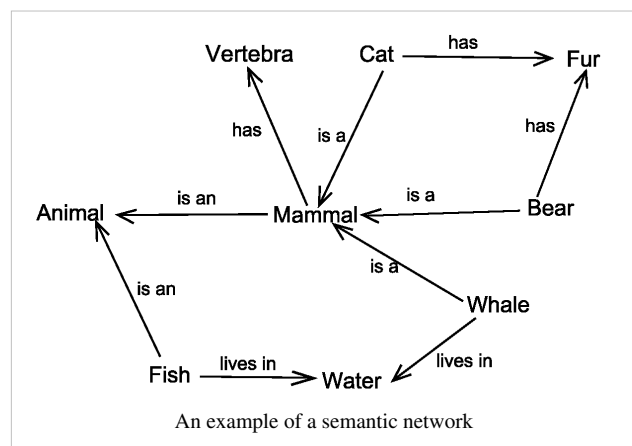 Vertebra
Cat
has
Fur
has
is a
has
Animal
is an
Mammal
is a
Bear
is a
is an
Whale
Fish
lives in
Water
lives in
An example of a semantic network